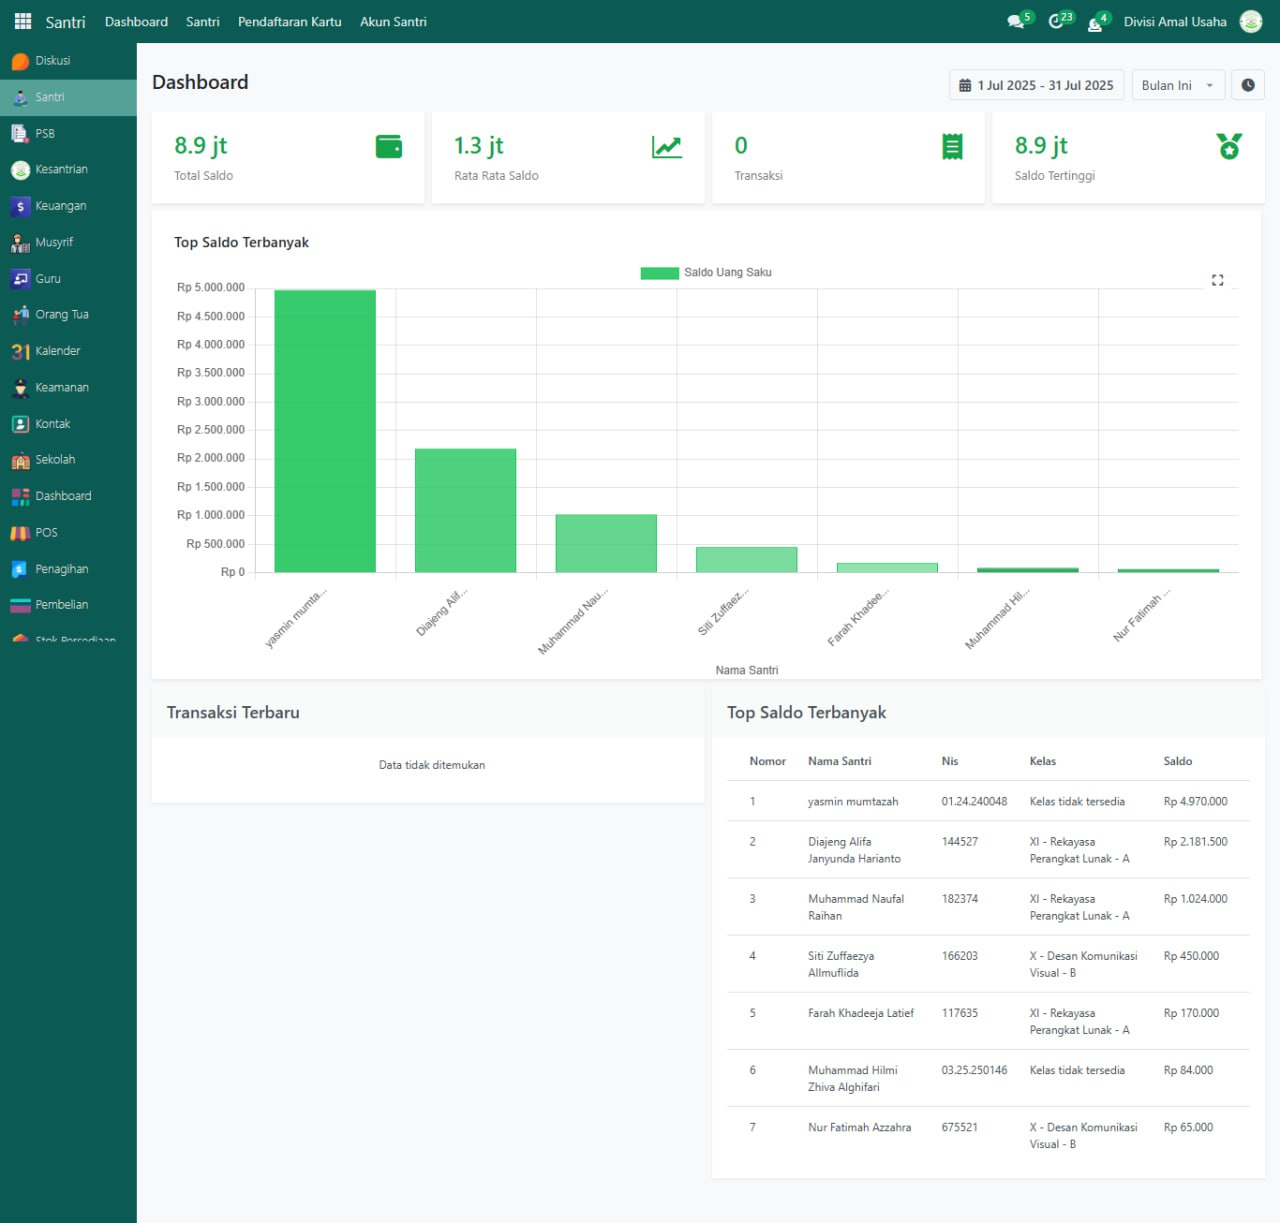 Santri Dashboard Santri Pendaftaran Kartu Akun Santri 5 23 4 Divisi Amal Usaha
Diskusi
Santri
PSB
Kesantrian
Keuangan
Musyrif
Guru
Orang Tua
31 Kalender
Keamanan
Kontak
Sekolah
Dashboard
POS
Penagihan
Pembelian
Stok Persediaan
Dashboard
1 Jul 2025 - 31 Jul 2025 Bulan Ini
8.9 jt
Total Saldo
1.3 jt
Rata Rata Saldo
0
Transaksi
8.9 jt
Saldo Tertinggi
Top Saldo Terbanyak
Saldo Uang Saku
Rp 5.000.000
Rp 4.500.000
Rp 4.000.000
Rp 3.500.000
Rp 3.000.000
Rp 2.500.000
Rp 2.000.000
Rp 1.500.000
Rp 1.000.000
Rp 500.000
Rp 0
yasmin mumta...
Diajeng Alif...
Muhammad Nau...
Siti Zuffaez...
Farah Khadee...
Muhammad Hil...
Nur Fatimah ...
Nama Santri
Transaksi Terbaru
Data tidak ditemukan
Top Saldo Terbanyak
Nomor Nama Santri Nis Kelas Saldo
1 yasmin mumtazah 01.24.240048 Kelas tidak tersedia Rp 4.970.000
2 Diajeng Alifa 144527 XI - Rekayasa Rp 2.181.500
Janyunda Harianto Perangkat Lunak - A
3 Muhammad Naufal 182374 XI - Rekayasa Rp 1.024.000
Raihan Perangkat Lunak - A
4 Siti Zuffaezya 166203 X - Desan Komunikasi Rp 450.000
Allmuflida Visual - B
5 Farah Khadeeja Latief 117635 XI - Rekayasa Rp 170.000
Perangkat Lunak - A
6 Muhammad Hilmi 03.25.250146 Kelas tidak tersedia Rp 84.000
Zhiva Alghifari
7 Nur Fatimah Azzahra 675521 X - Desan Komunikasi Rp 65.000
Visual - B